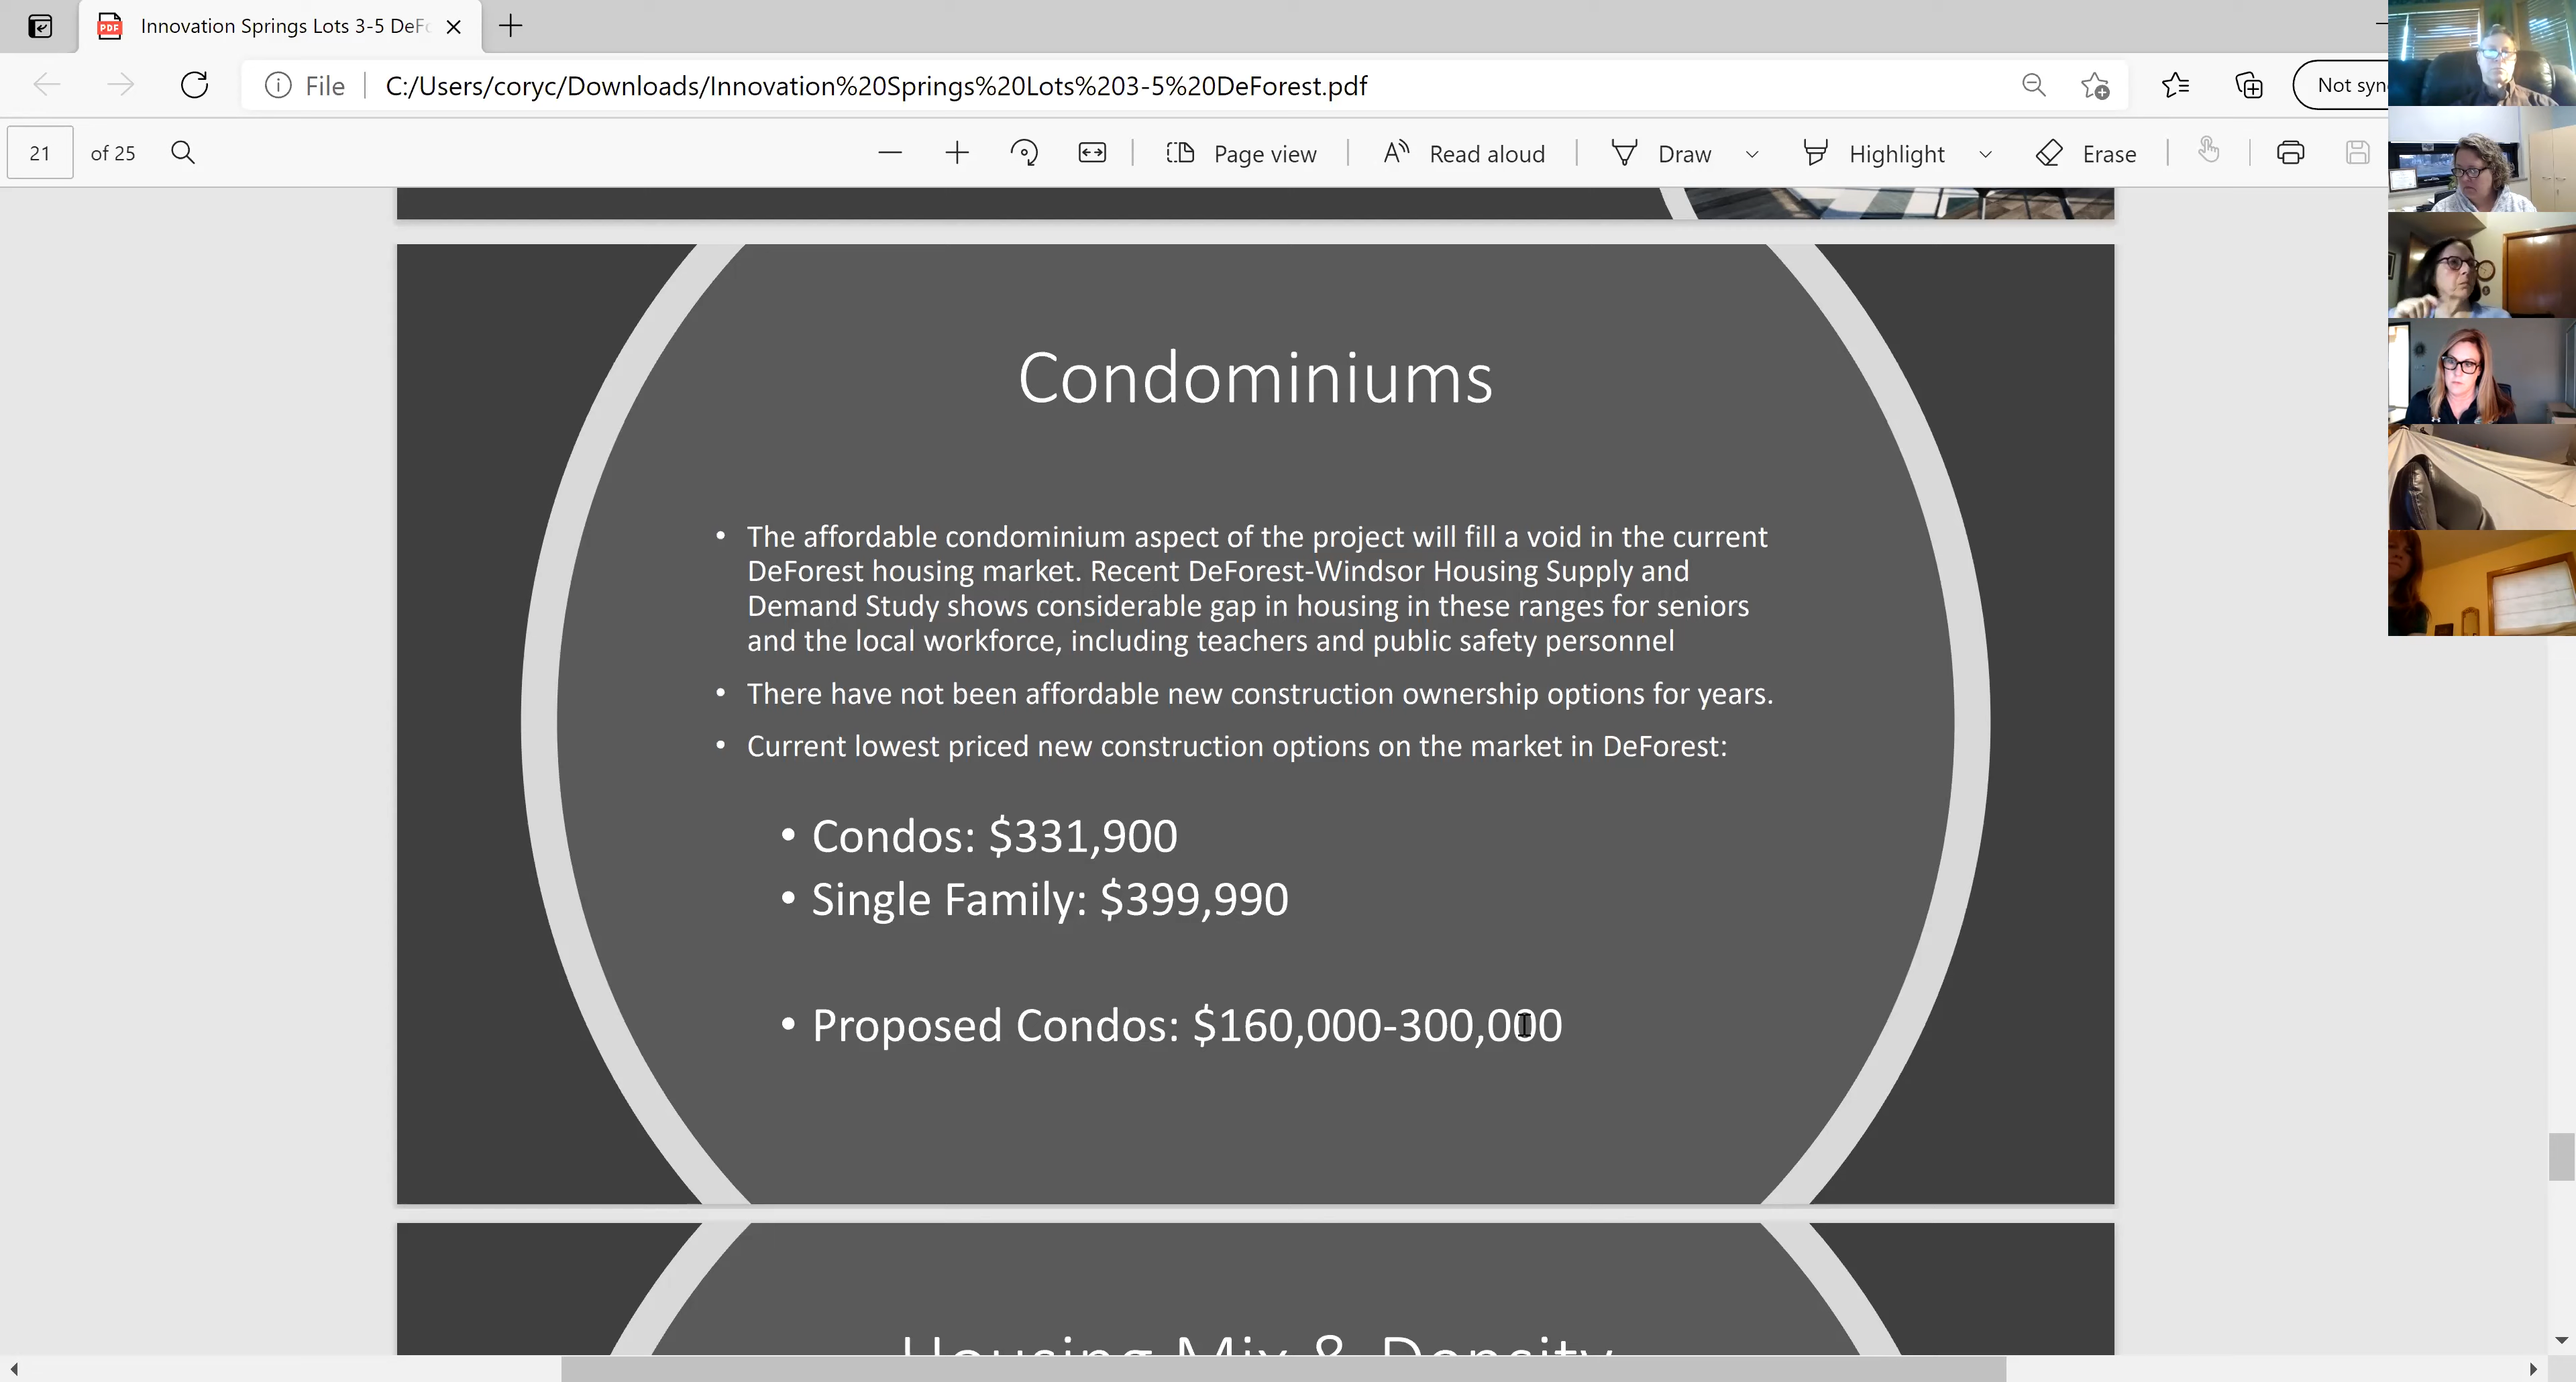 Innovation Springs Lots 3-5 DeFo
File
C:/Users/coryc/Downloads/Innovation%20Springs%20Lots%203-5%20DeForest.pdf
Not syn
21 of 25
Page view
Read aloud
Draw
Highlight
Erase
Condominiums
• The affordable condominium aspect of the project will fill a void in the current
DeForest housing market. Recent DeForest-Windsor Housing Supply and
Demand Study shows considerable gap in housing in these ranges for seniors
and the local workforce, including teachers and public safety personnel
• There have not been affordable new construction ownership options for years.
• Current lowest priced new construction options on the market in DeForest:
• Condos: $331,900
• Single Family: $399,990
• Proposed Condos: $160,000-300,000
Housing Mix & Density